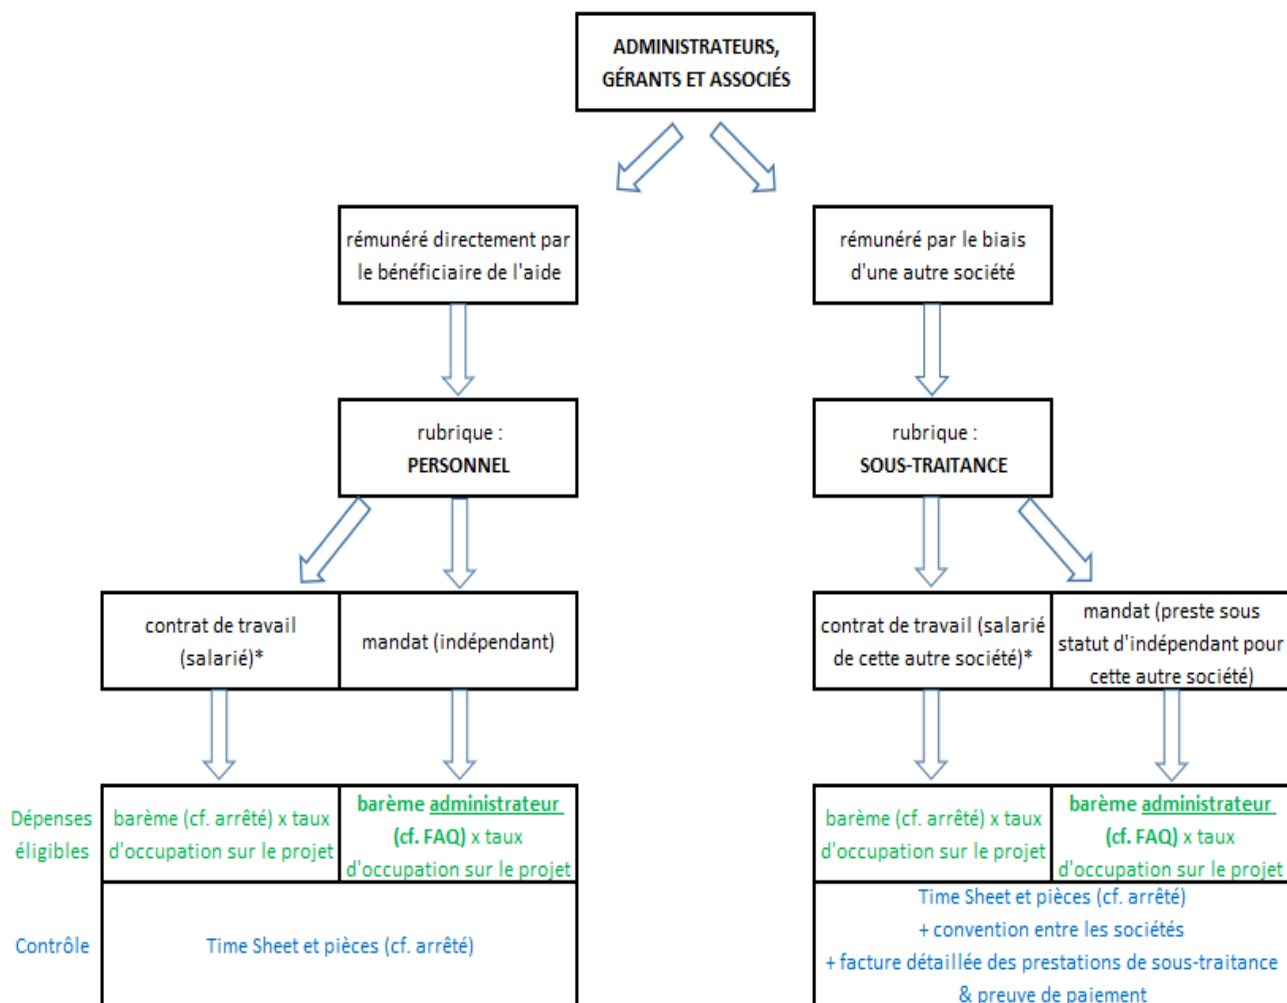 ADMINISTRATEURS,
GÉRANTS ET ASSOCIÉS
rémunéré directement par
le bénéficiaire de l'aide
rémunéré par le biais
d'une autre société
rubrique :
PERSONNEL
rubrique :
SOUS-TRAITANCE
contrat de travail
(salarié)*
mandat (indépendant)
contrat de travail (salarié
de cette autre société)*
mandat (preste sous
statut d'indépendant pour
cette autre société)
Dépenses
éligibles
barème (cf. arrêté) x taux
d'occupation sur le projet
barème administrateur
(cf. FAQ) x taux
d'occupation sur le projet
barème (cf. arrêté) x taux
d'occupation sur le projet
barème administrateur
(cf. FAQ) x taux
d'occupation sur le projet
Contrôle
Time Sheet et pièces (cf. arrêté)
Time Sheet et pièces (cf. arrêté)
+ convention entre les sociétés
+ facture détaillée des prestations de sous-traitance
& preuve de paiement